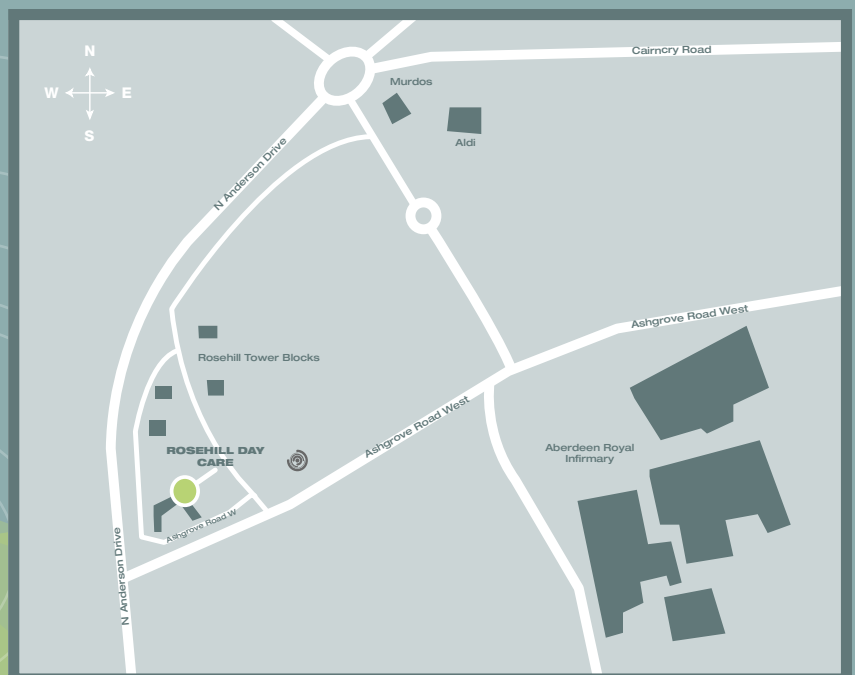 N
W E
S
Cairncry Road
Murdos
Aldi
N Anderson Drive
Ashgrove Road West
Rosehill Tower Blocks
Ashgrove Road West
ROSEHILL DAY
CARE
Aberdeen Royal
Infirmary
Ashgrove Road W
N Anderson Drive